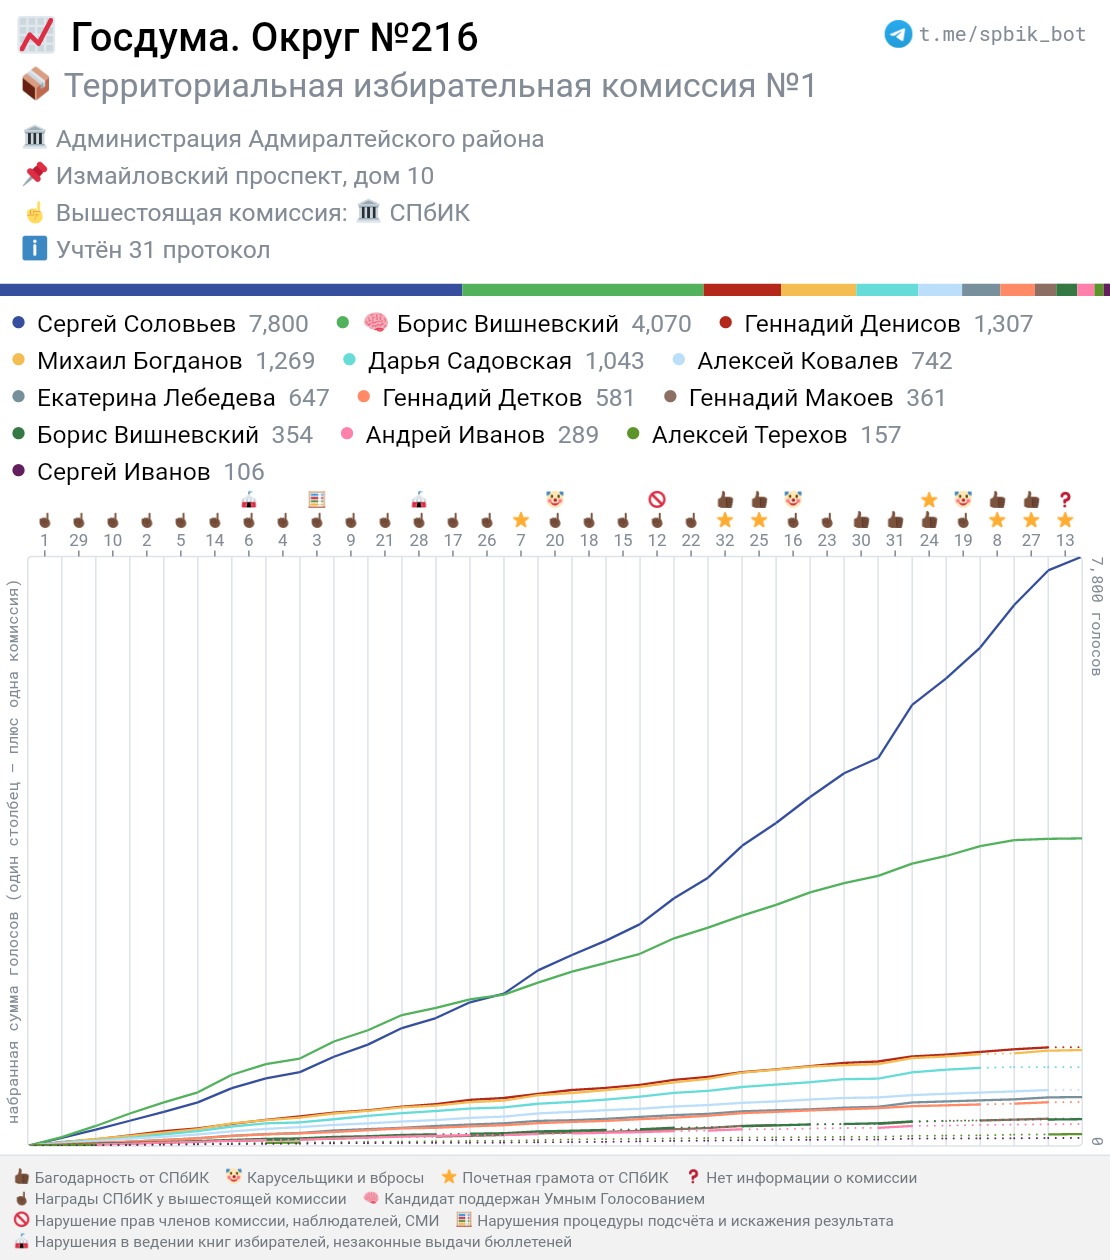 Госдума. Округ №216
t.me/spbik_bot
Территориальная избирательная комиссия №1
Администрация Адмиралтейского района
Измайловский проспект, дом 10
Вышестоящая комиссия: СПбИК
Учтён 31 протокол
Сергей Соловьев 7,800 Борис Вишневский 4,070 Геннадий Денисов 1,307
Михаил Богданов 1,269 Дарья Садовская 1,043 Алексей Ковалев 742
Екатерина Лебедева 647 Геннадий Детков 581 Геннадий Макоев 361
Борис Вишневский 354 Андрей Иванов 289 Алексей Терехов 157
Сергей Иванов 106
1 29 10 2 5 14 6 4 3 9 21 28 17 26 7 20 18 15 12 22 32 25 16 23 30 31 24 19 8 27 13
набранная сумма голосов (один столбец – плюс одна комиссия)
7,800 голосов
0
Багодарность от СПбИК Карусельщики и вбросы Почетная грамота от СПбИК Нет информации о комиссии
Награды СПбИК у вышестоящей комиссии Кандидат поддержан Умным Голосованием
Нарушение прав членов комиссии, наблюдателей, СМИ Нарушения процедуры подсчёта и искажения результата
Нарушения в ведении книг избирателей, незаконные выдачи бюллетеней